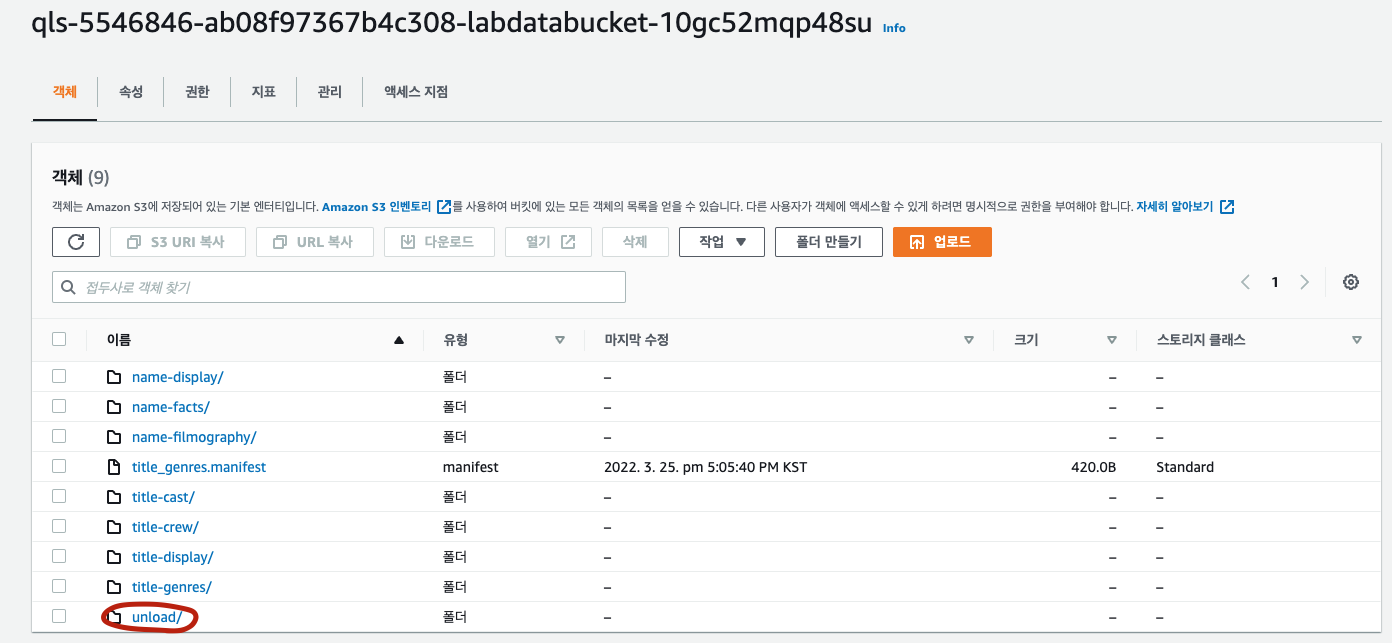 qls-5546846-ab08f97367b4c308-labdatabucket-10gc52mqp48su Info
객체 속성 권한 지표 관리 액세스 지점
객체 (9)
객체는 Amazon S3에 저장되어 있는 기본 엔터티입니다. Amazon S3 인벤토리 를 사용하여 버킷에 있는 모든 객체의 목록을 얻을 수 있습니다. 다른 사용자가 객체에 액세스할 수 있게 하려면 명시적으로 권한을 부여해야 합니다. 자세히 알아보기
S3 URI 복사 URL 복사 다운로드 열기 삭제 작업 폴더 만들기 업로드
접두사로 객체 찾기 1
이름 유형 마지막 수정 크기 스토리지 클래스
name-display/ 폴더 – – –
name-facts/ 폴더 – – –
name-filmography/ 폴더 – – –
title_genres.manifest manifest 2022. 3. 25. pm 5:05:40 PM KST 420.0B Standard
title-cast/ 폴더 – – –
title-crew/ 폴더 – – –
title-display/ 폴더 – – –
title-genres/ 폴더 – – –
unload/ 폴더 – – –